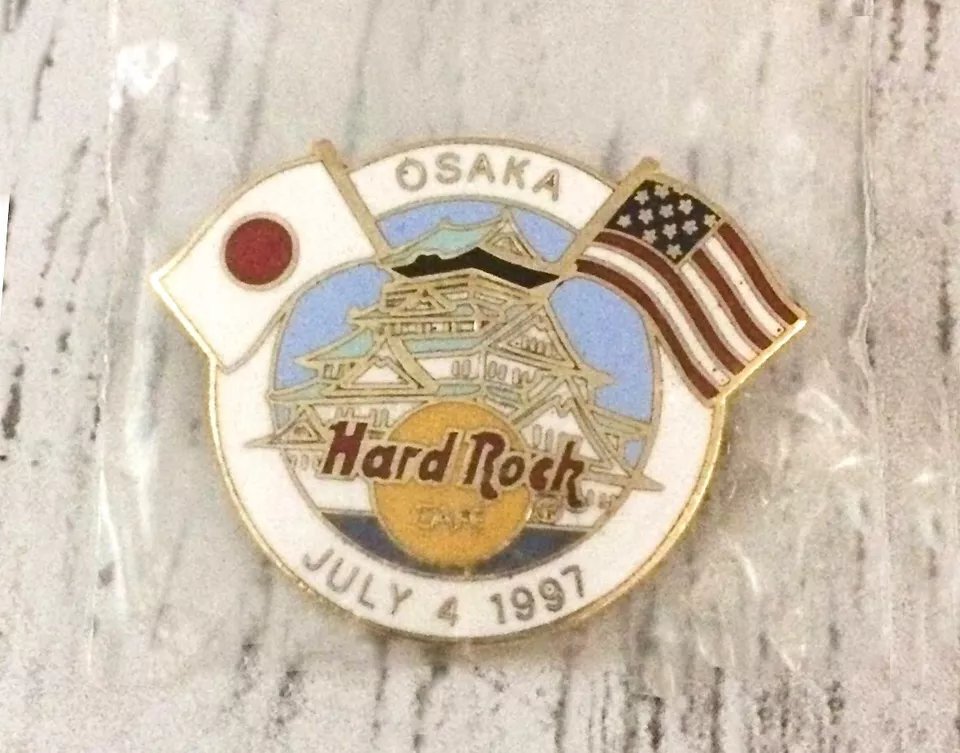 OSAKA
Hard Rock
CAFE
JULY 4 1997